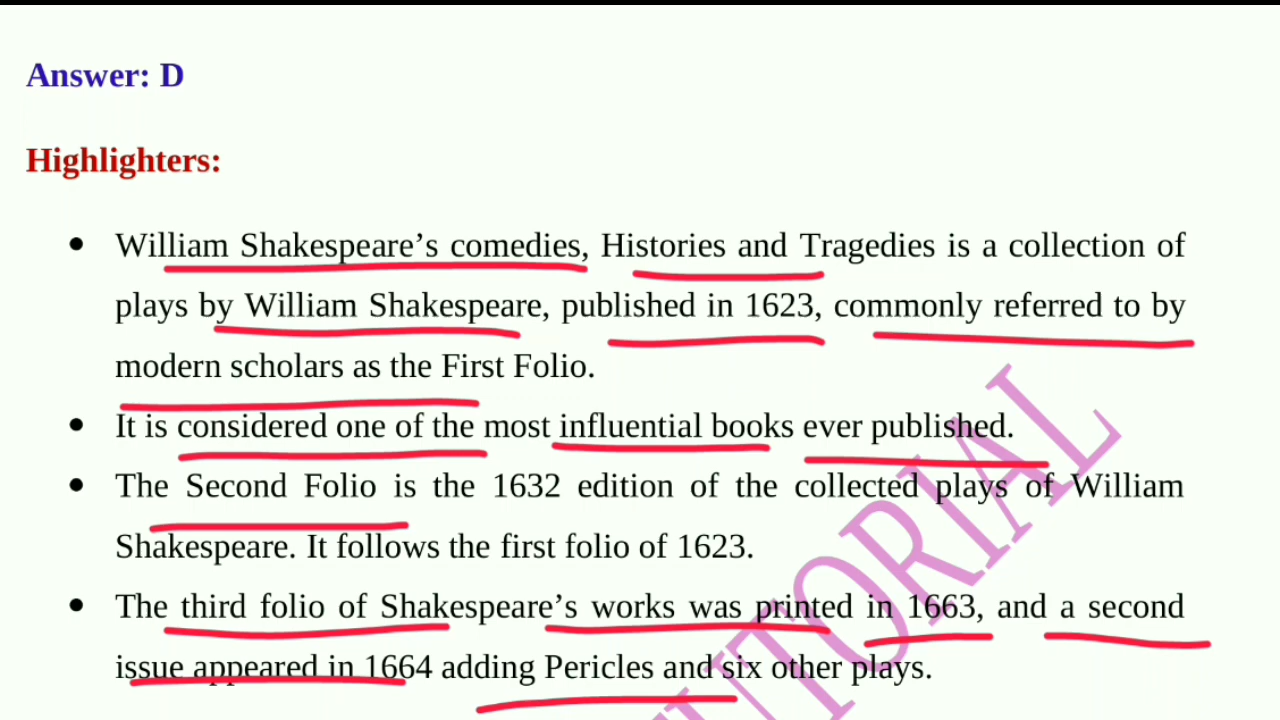 Answer: D
Highlighters:
• William Shakespeare’s comedies, Histories and Tragedies is a collection of
plays by William Shakespeare, published in 1623, commonly referred to by
modern scholars as the First Folio.
• It is considered one of the most influential books ever published.
• The Second Folio is the 1632 edition of the collected plays of William
Shakespeare. It follows the first folio of 1623.
• The third folio of Shakespeare’s works was printed in 1663, and a second
issue appeared in 1664 adding Pericles and six other plays.
UTORIAL